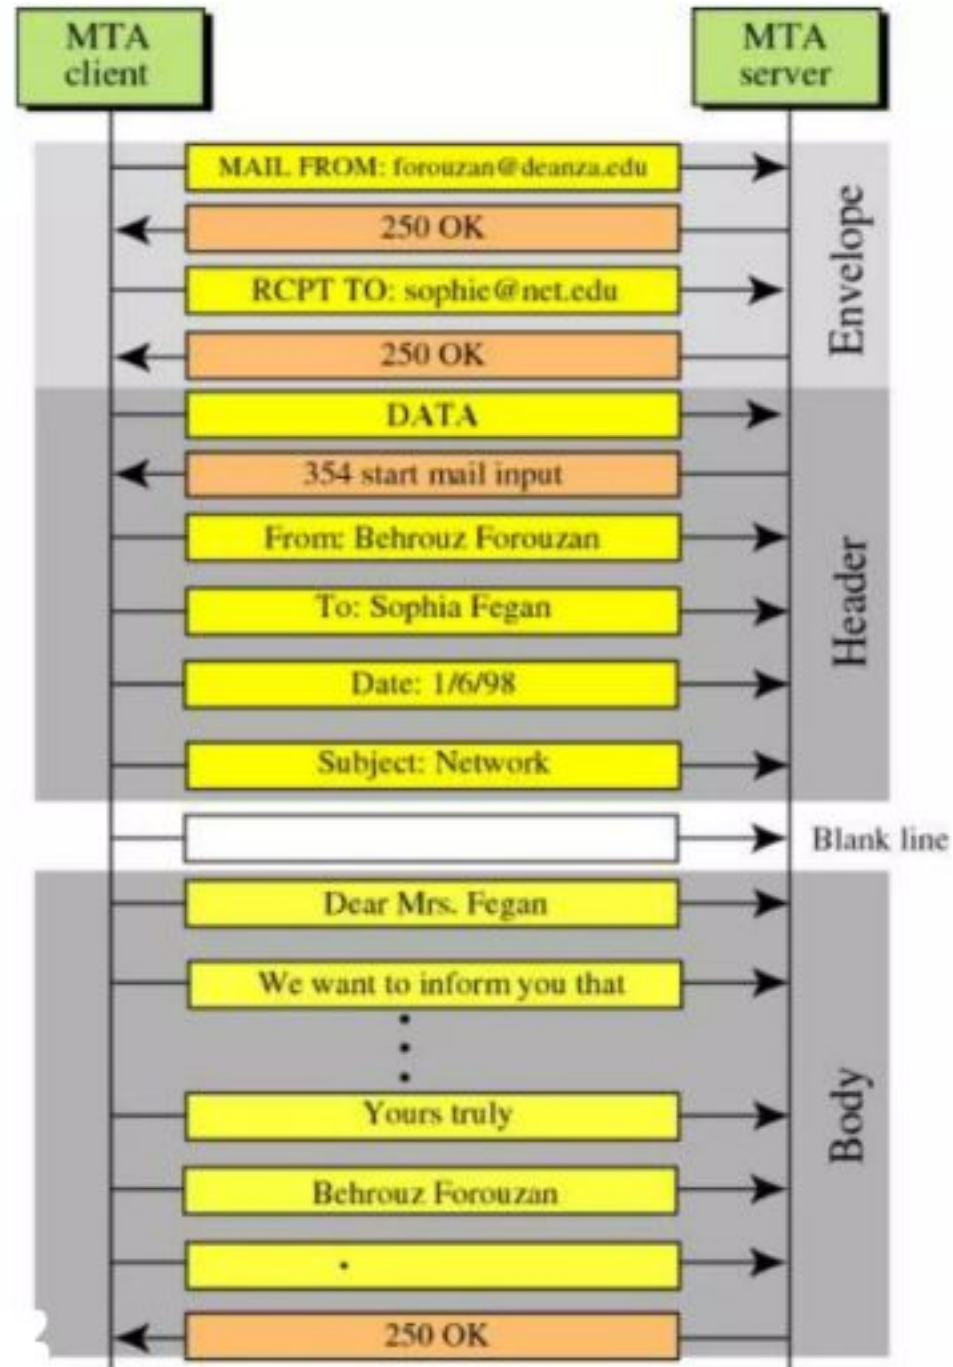 MTA
client
MTA
server
MAIL FROM: forouzan@deanza.edu
250 OK
RCPT TO: sophie@net.edu
250 OK
Envelope
DATA
354 start mail input
From: Behrouz Forouzan
To: Sophia Fegan
Date: 1/6/98
Subject: Network
Header
Blank line
Dear Mrs. Fegan
We want to inform you that
Yours truly
Behrouz Forouzan
.
250 OK
Body